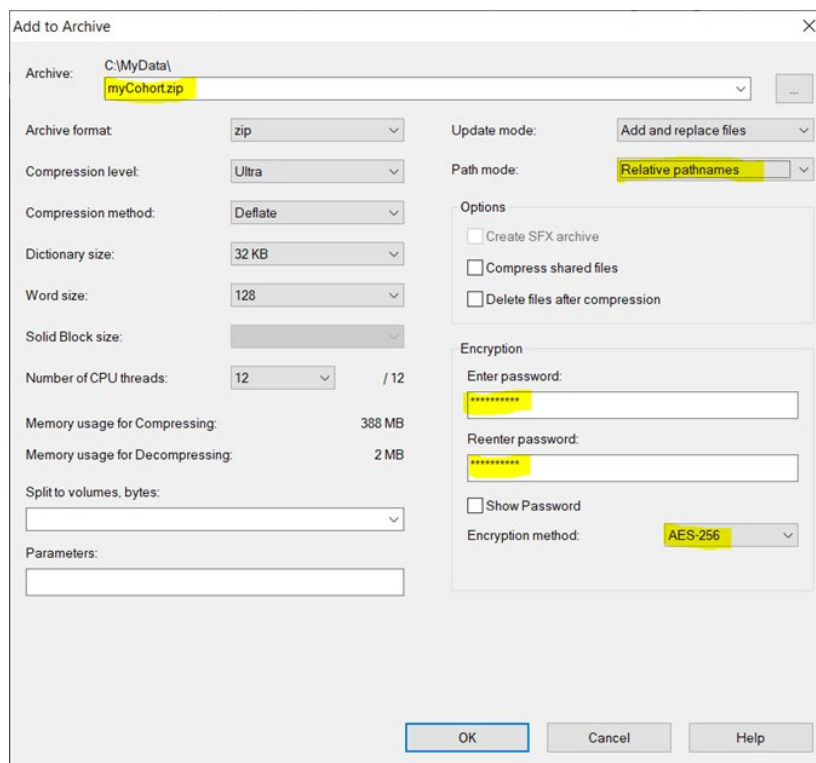 Add to Archive
Archive:
C:\MyData\
myCohort.zip
...
Archive format:
zip
Compression level:
Ultra
Compression method:
Deflate
Dictionary size:
32 KB
Word size:
128
Solid Block size:
Number of CPU threads:
12
/ 12
Memory usage for Compressing:
388 MB
Memory usage for Decompressing:
2 MB
Split to volumes, bytes:
Parameters:
Update mode:
Add and replace files
Path mode:
Relative pathnames
Options
Create SFX archive
Compress shared files
Delete files after compression
Encryption
Enter password:
**********
Reenter password:
**********
Show Password
Encryption method:
AES-256
OK
Cancel
Help